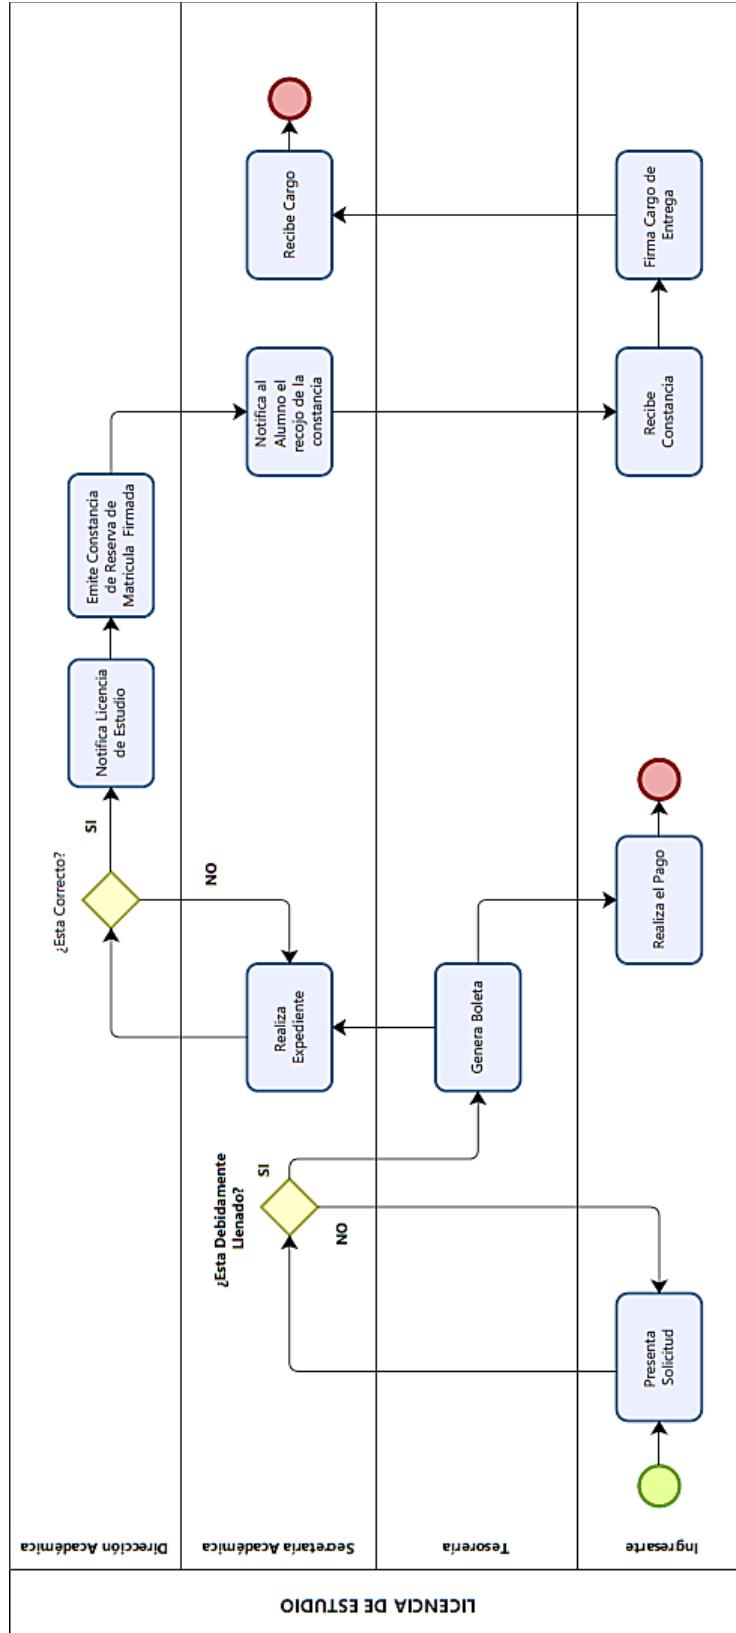 LICENCIA DE ESTUDIO
Dirección Académica
Secretaría Académica
Tesorería
Ingresarte
Presenta
Solicitud
¿Esta Debidamente
Llenado?
SI
NO
Genera Boleta
Realiza
Expediente
Realiza el Pago
¿Esta Correcto?
SI
NO
Notifica Licencia
de Estudio
Emite Constancia
de Reserva de
Matricula Firmada
Notifica al
Alumno el
recojo de la
constancia
Recibe
Constancia
Firma Cargo de
Entrega
Recibe Cargo